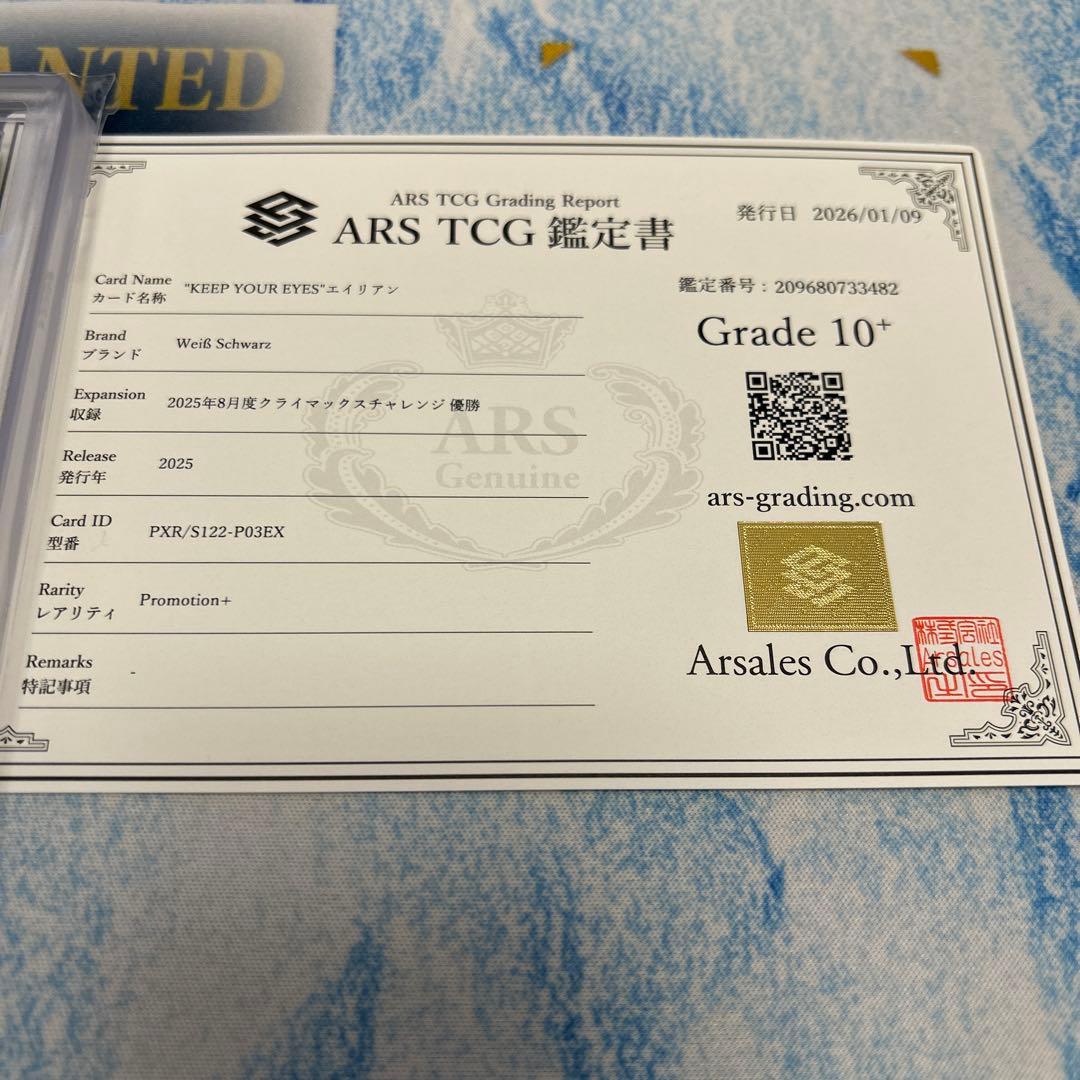 ANTED
ARS TCG Grading Report
ARS TCG 鑑定書
発行日 2026/01/09
Card Name
カード名称
"KEEP YOUR EYES"エイリアン
鑑定番号：209680733482
Grade 10+
Brand
ブランド
Weiß Schwarz
Expansion
収録
2025年8月度クライマックスチャレンジ 優勝
ARS
Genuine
Release
発行年
2025
ars-grading.com
Card ID
型番
PXR/S122-P03EX
Rarity
レアリティ
Promotion+
Remarks
特記事項
-
Arsales Co.,Ltd.
株式会社
Arsales